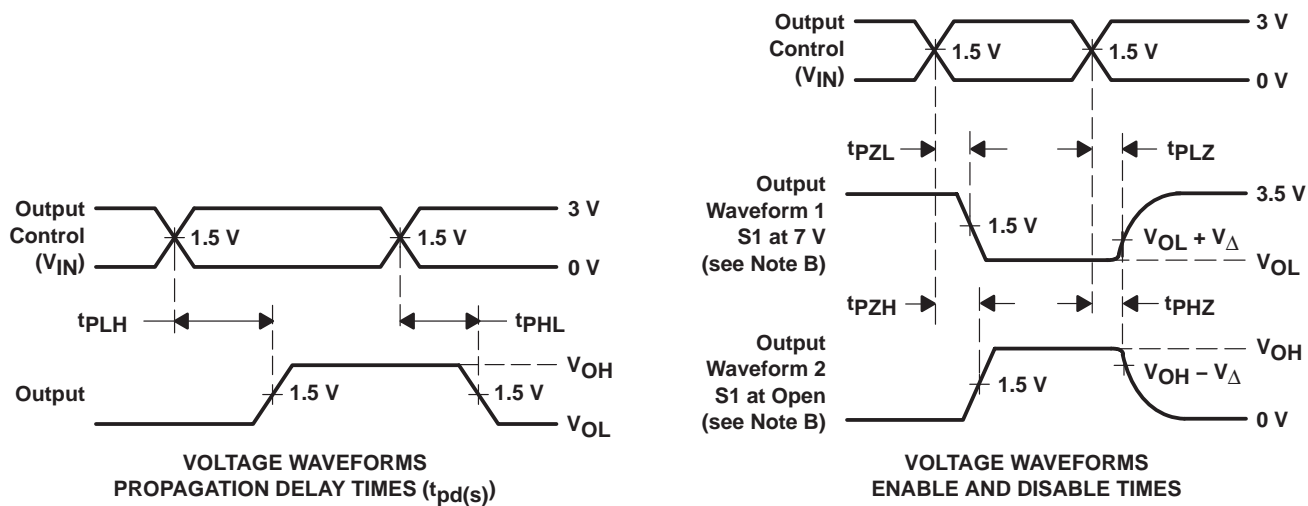 Output
Control
(VIN)
3 V
1.5 V
1.5 V
0 V
tPLH
tPHL
Output
VOH
1.5 V
1.5 V
VOL
VOLTAGE WAVEFORMS
PROPAGATION DELAY TIMES (tpd(s))
Output
Control
(VIN)
3 V
1.5 V
1.5 V
0 V
tPZL
tPLZ
Output
Waveform 1
S1 at 7 V
(see Note B)
3.5 V
1.5 V
VOL + VΔ
VOL
tPZH
tPHZ
Output
Waveform 2
S1 at Open
(see Note B)
VOH
1.5 V
VOH − VΔ
0 V
VOLTAGE WAVEFORMS
ENABLE AND DISABLE TIMES